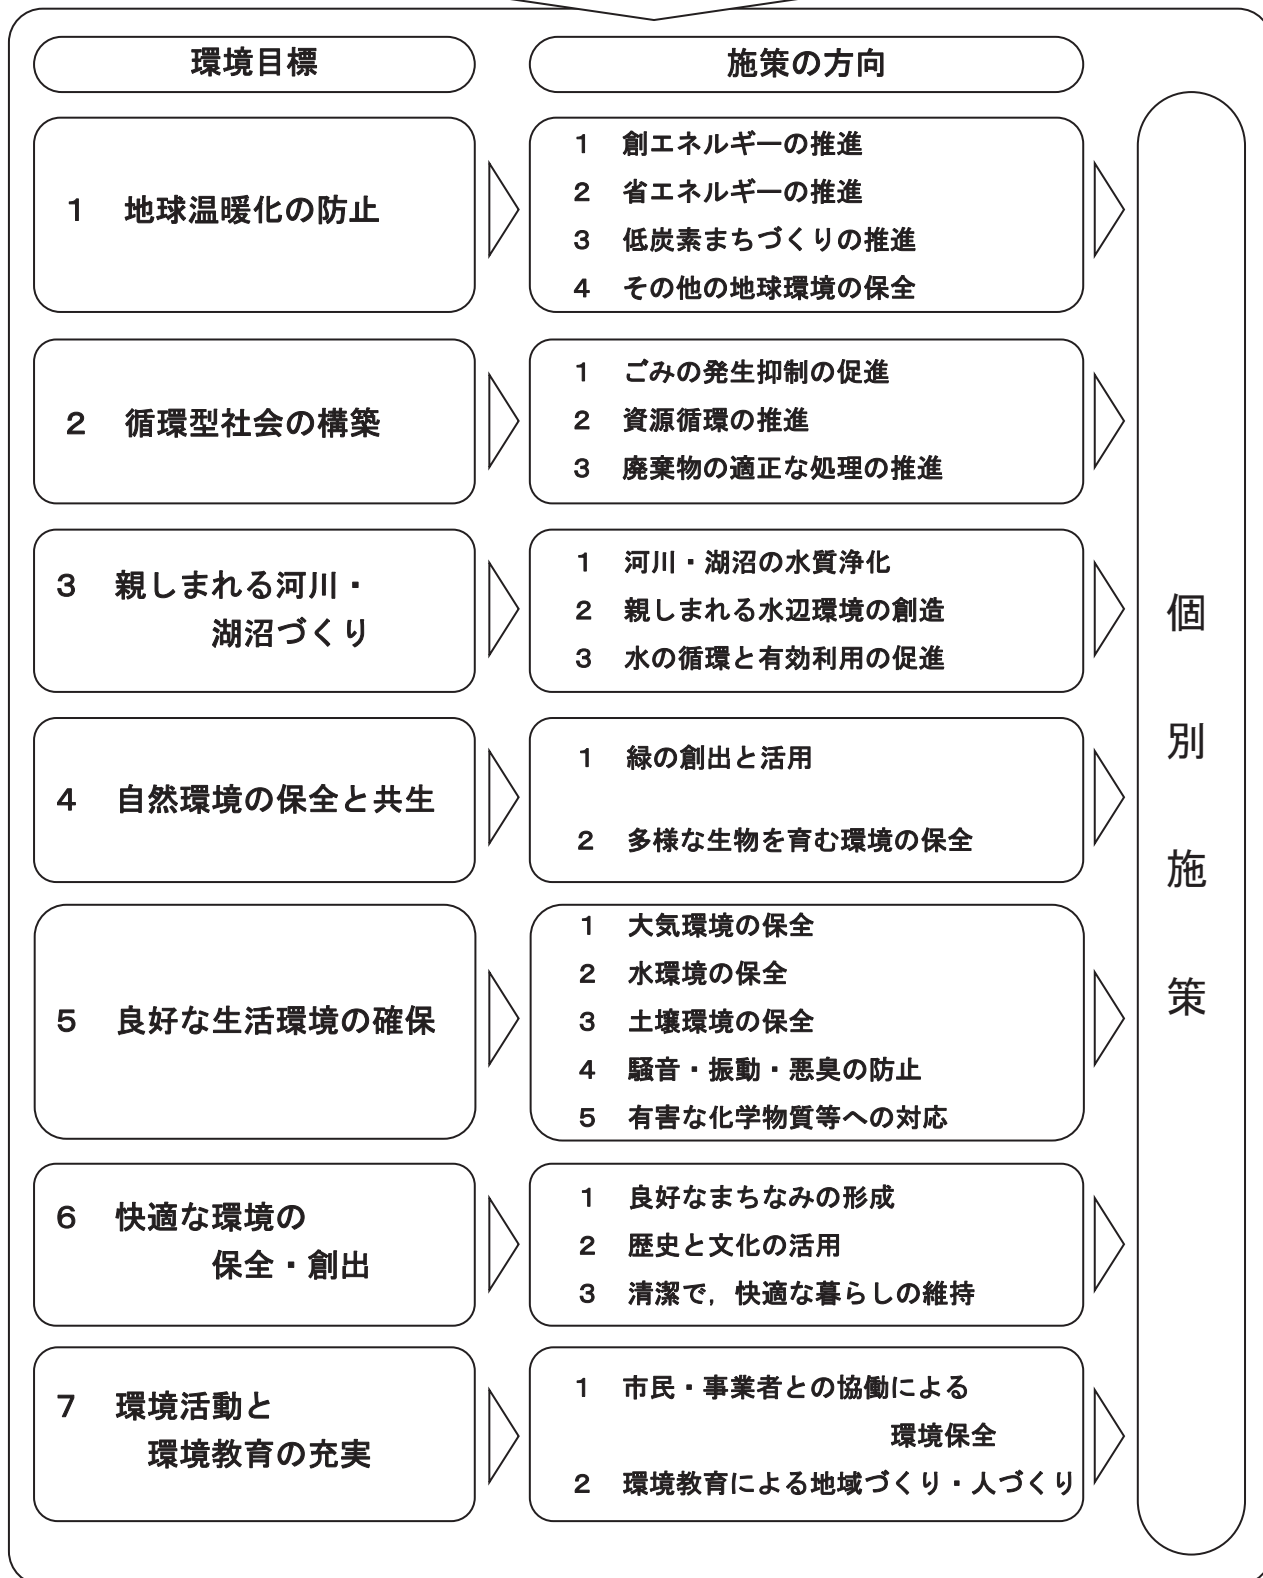 環境目標
施策の方向
1 地球温暖化の防止
1 創エネルギーの推進
2 省エネルギーの推進
3 低炭素まちづくりの推進
4 その他の地球環境の保全
2 循環型社会の構築
1 ごみの発生抑制の促進
2 資源循環の推進
3 廃棄物の適正な処理の推進
3 親しまれる河川・
湖沼づくり
1 河川・湖沼の水質浄化
2 親しまれる水辺環境の創造
3 水の循環と有効利用の促進
4 自然環境の保全と共生
1 緑の創出と活用
2 多様な生物を育む環境の保全
5 良好な生活環境の確保
1 大気環境の保全
2 水環境の保全
3 土壌環境の保全
4 騒音・振動・悪臭の防止
5 有害な化学物質等への対応
6 快適な環境の
保全・創出
1 良好なまちなみの形成
2 歴史と文化の活用
3 清潔で，快適な暮らしの維持
7 環境活動と
環境教育の充実
1 市民・事業者との協働による
環境保全
2 環境教育による地域づくり・人づくり
個別施策